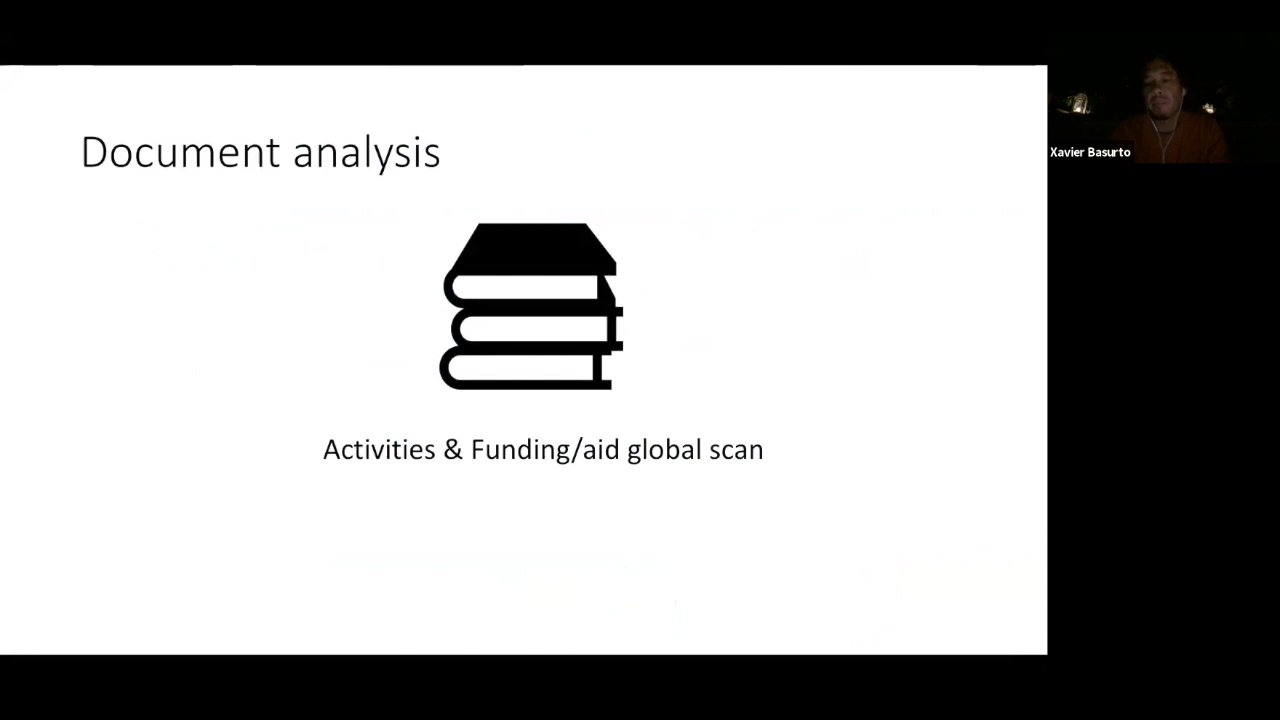 Document analysis
Activities & Funding/aid global scan
Xavier Basurto